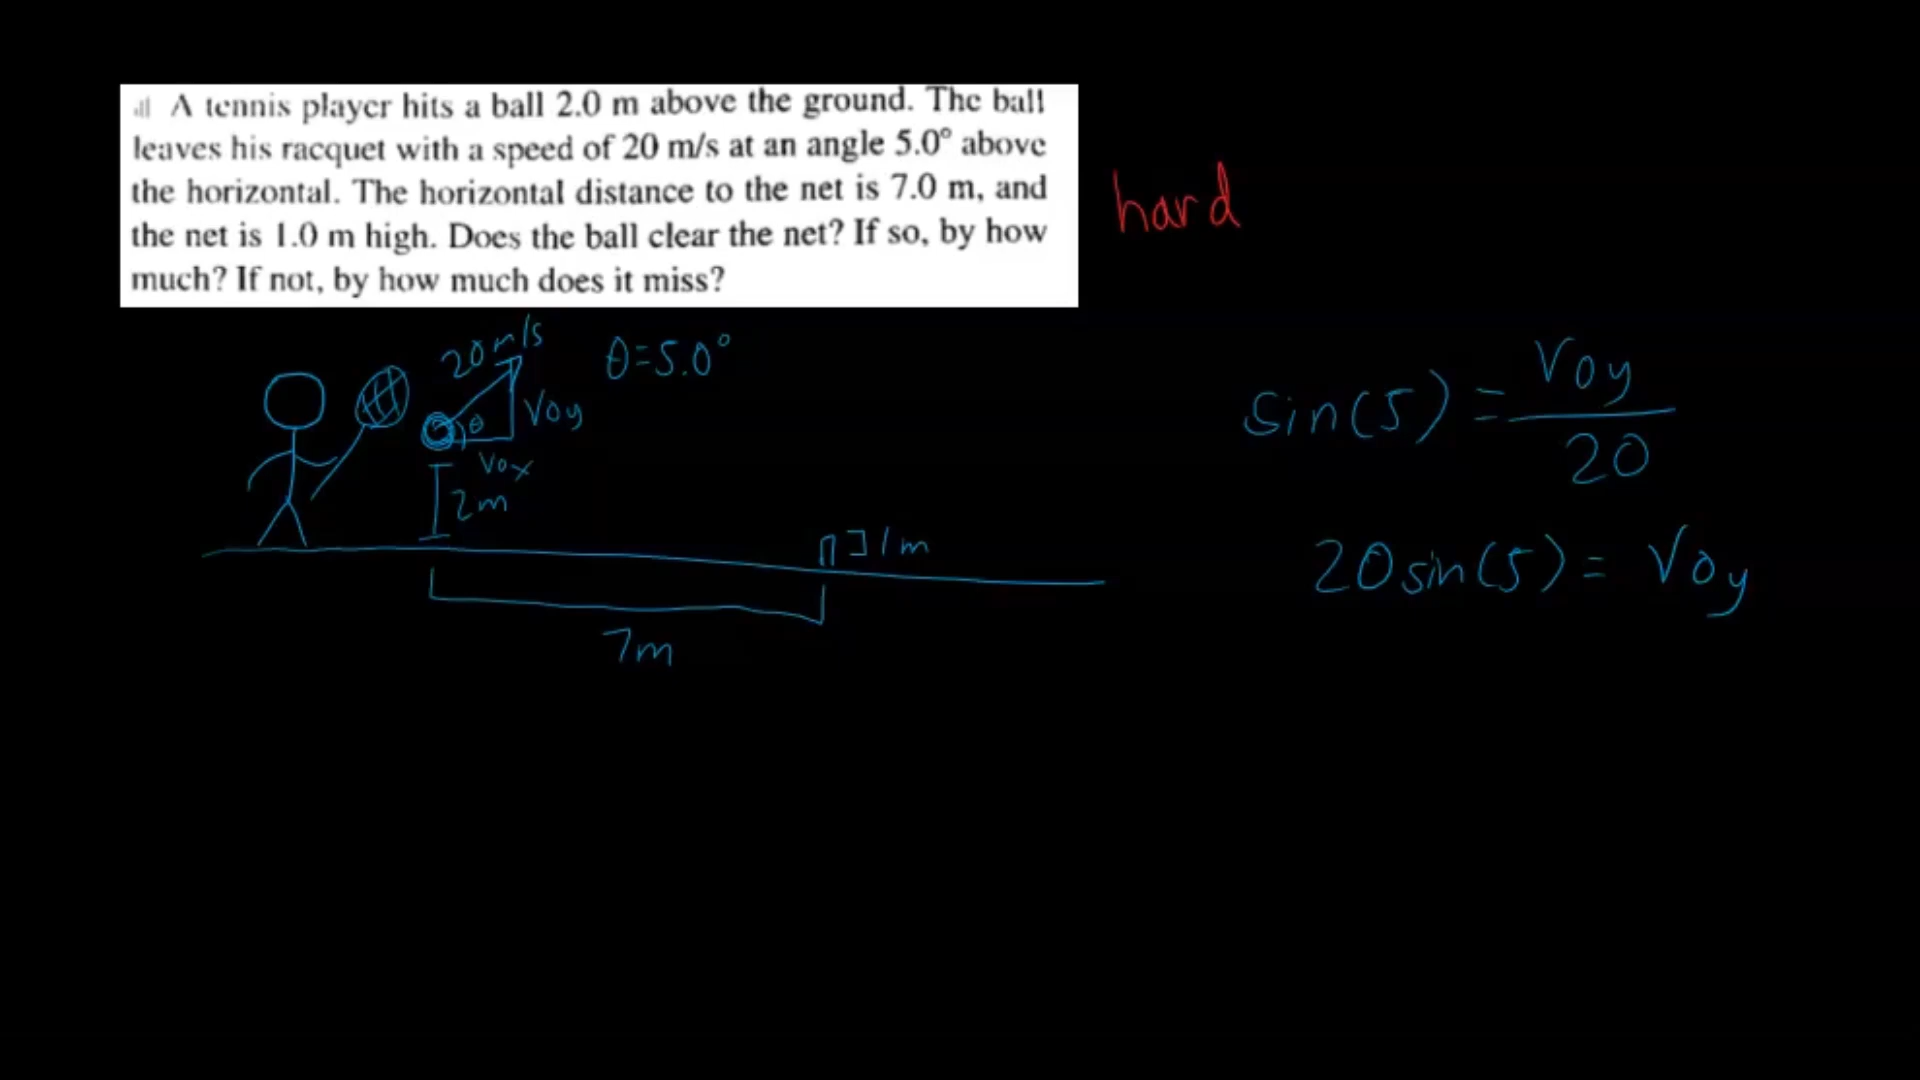 A tennis player hits a ball 2.0 m above the ground. The ball
leaves his racquet with a speed of 20 m/s at an angle 5.0° above
the horizontal. The horizontal distance to the net is 7.0 m, and
the net is 1.0 m high. Does the ball clear the net? If so, by how
much? If not, by how much does it miss?
hard
20 m/s
θ=5.0°
θ
Voy
Vox
2m
1m
7m
sin(5) = Voy
20
20sin(5) = Voy